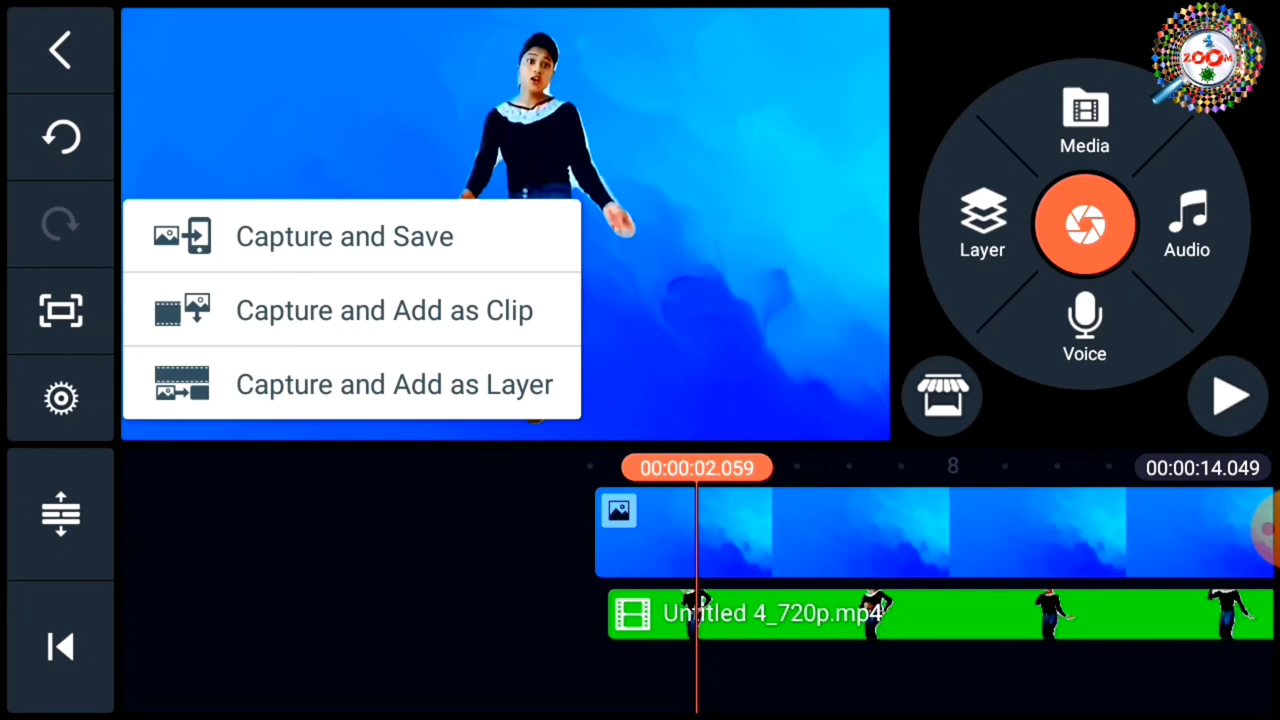 ZOOM
Media
Layer
Audio
Voice
Capture and Save
Capture and Add as Clip
Capture and Add as Layer
00:00:02.059
8
00:00:14.049
Untitled 4_720p.mp4